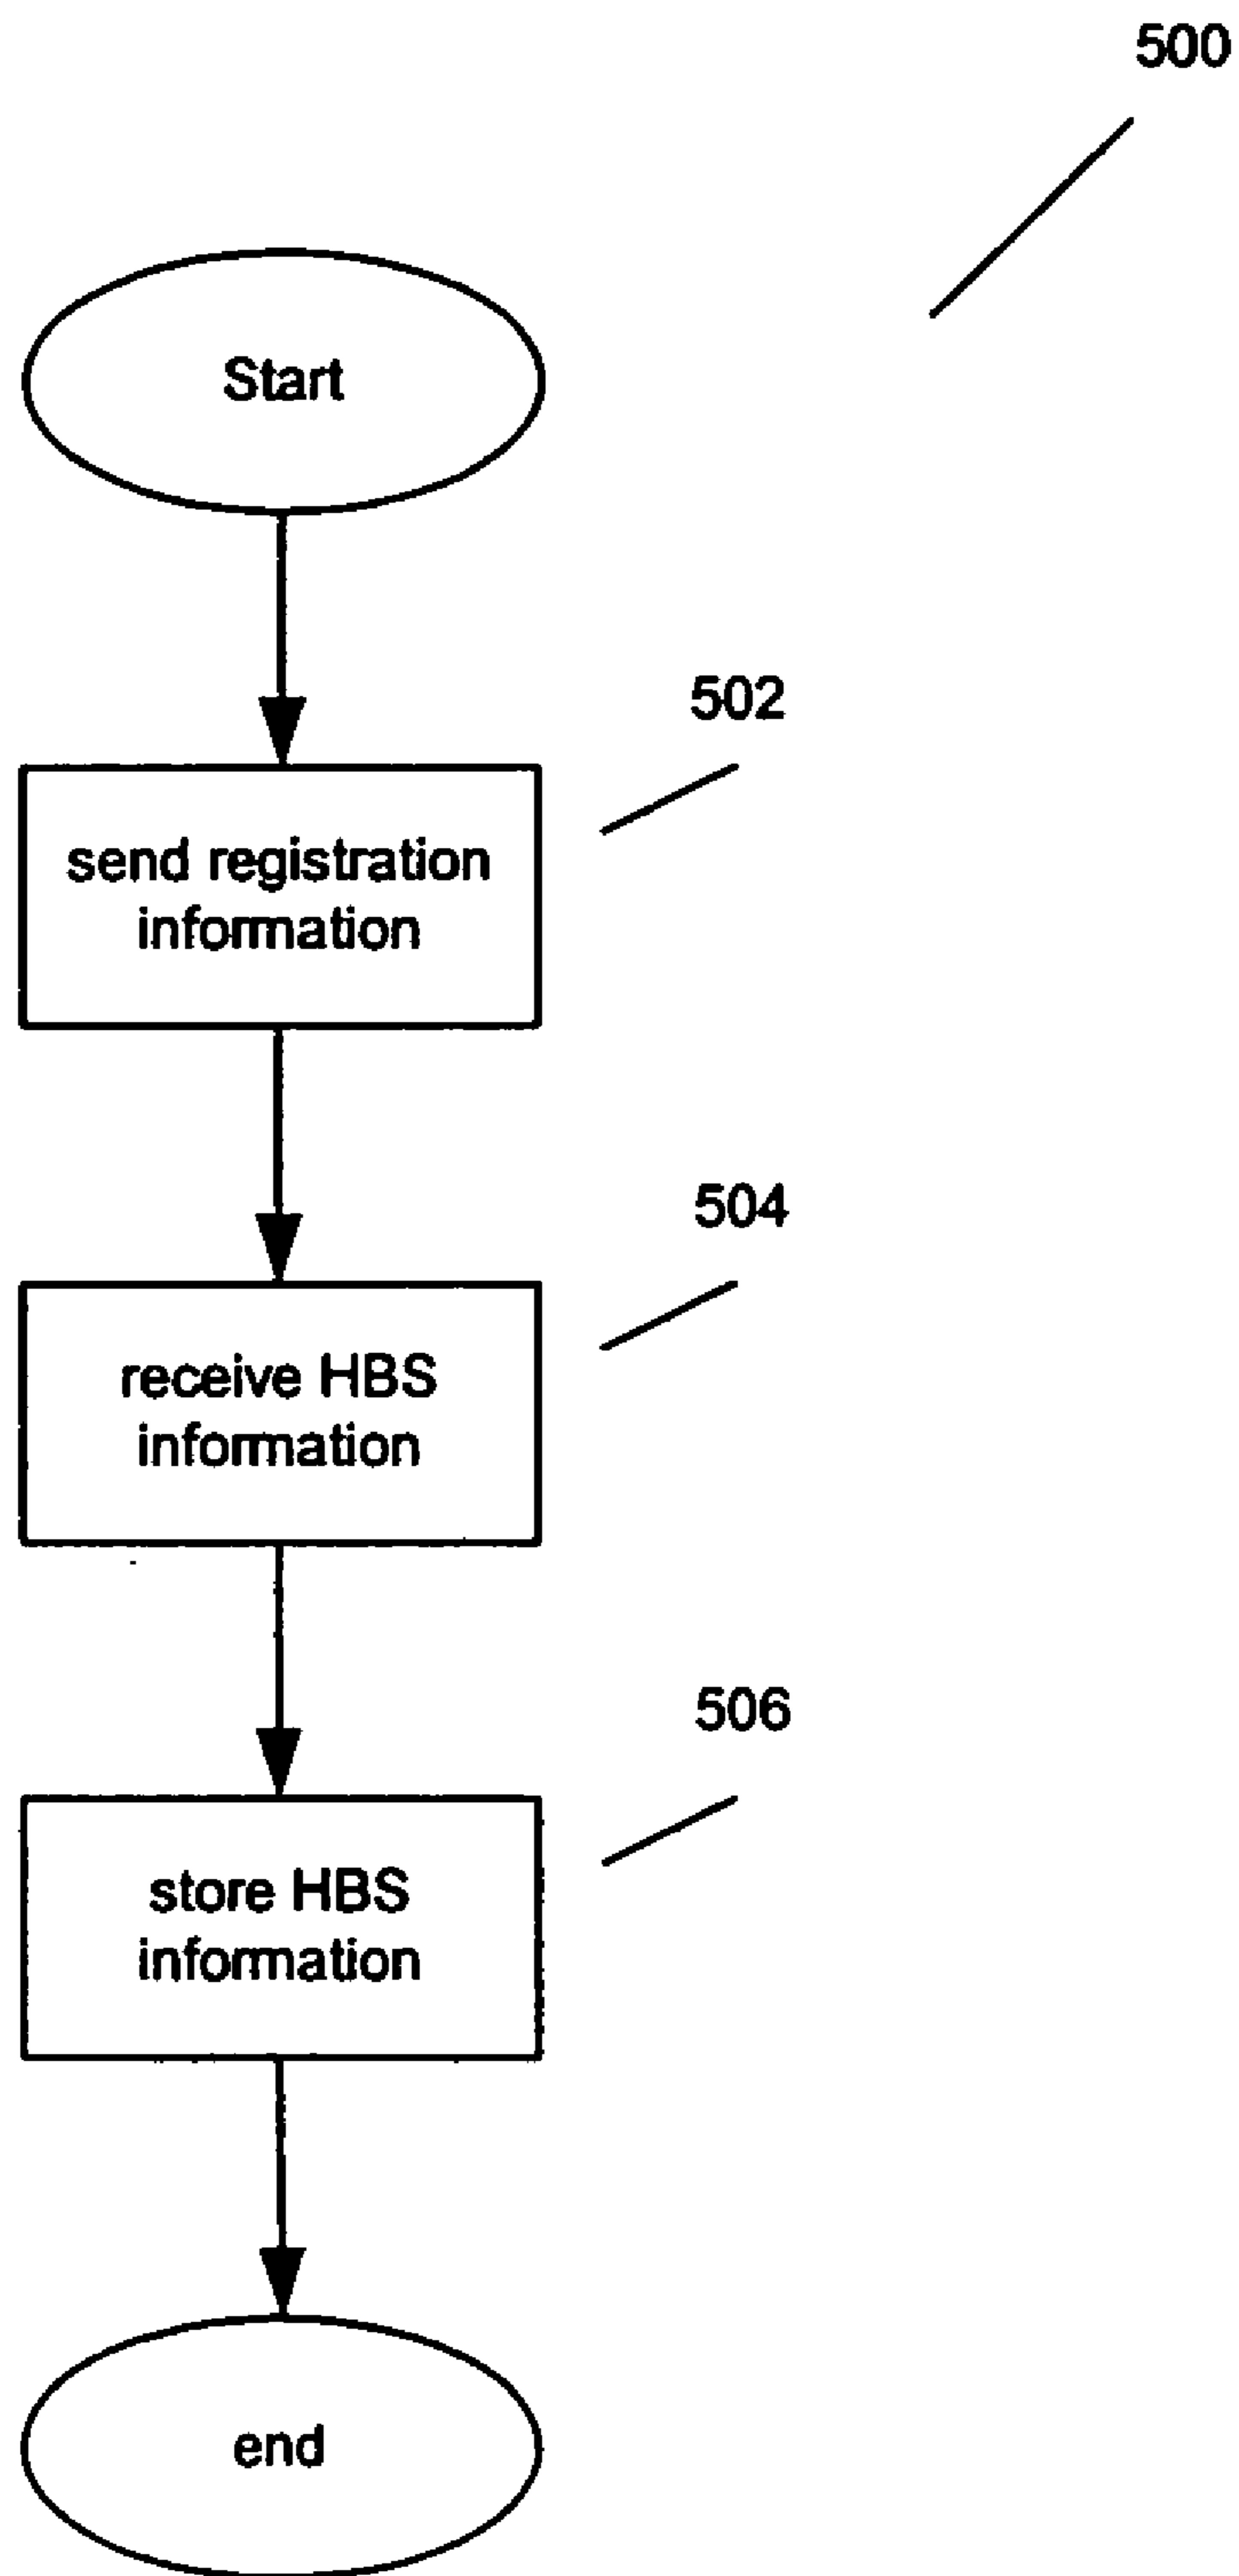 500
Start
502
send registration
information
504
receive HBS
information
506
store HBS
information
end